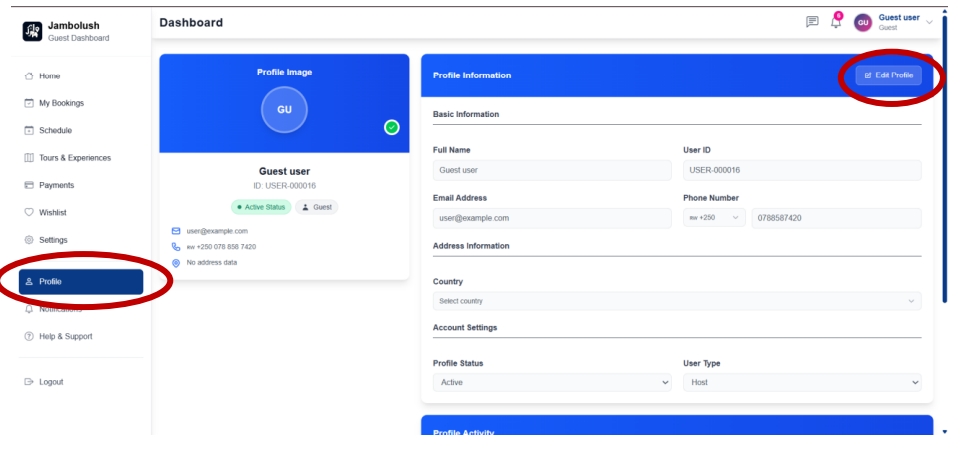 Jambolush
Guest Dashboard
Home
My Bookings
Schedule
Tours & Experiences
Payments
Wishlist
Settings
Profile
Notifications
Help & Support
Logout
Dashboard
6
GU
Guest user
Guest
Profile Image
GU
Guest user
ID: USER-000016
Active Status
Guest
user@example.com
RW +250 078 858 7420
No address data
Profile Information
Edit Profile
Basic Information
Full Name
User ID
Guest user
USER-000016
Email Address
Phone Number
user@example.com
RW +250
0788587420
Address Information
Country
Select country
Account Settings
Profile Status
User Type
Active
Host
Profile Activity